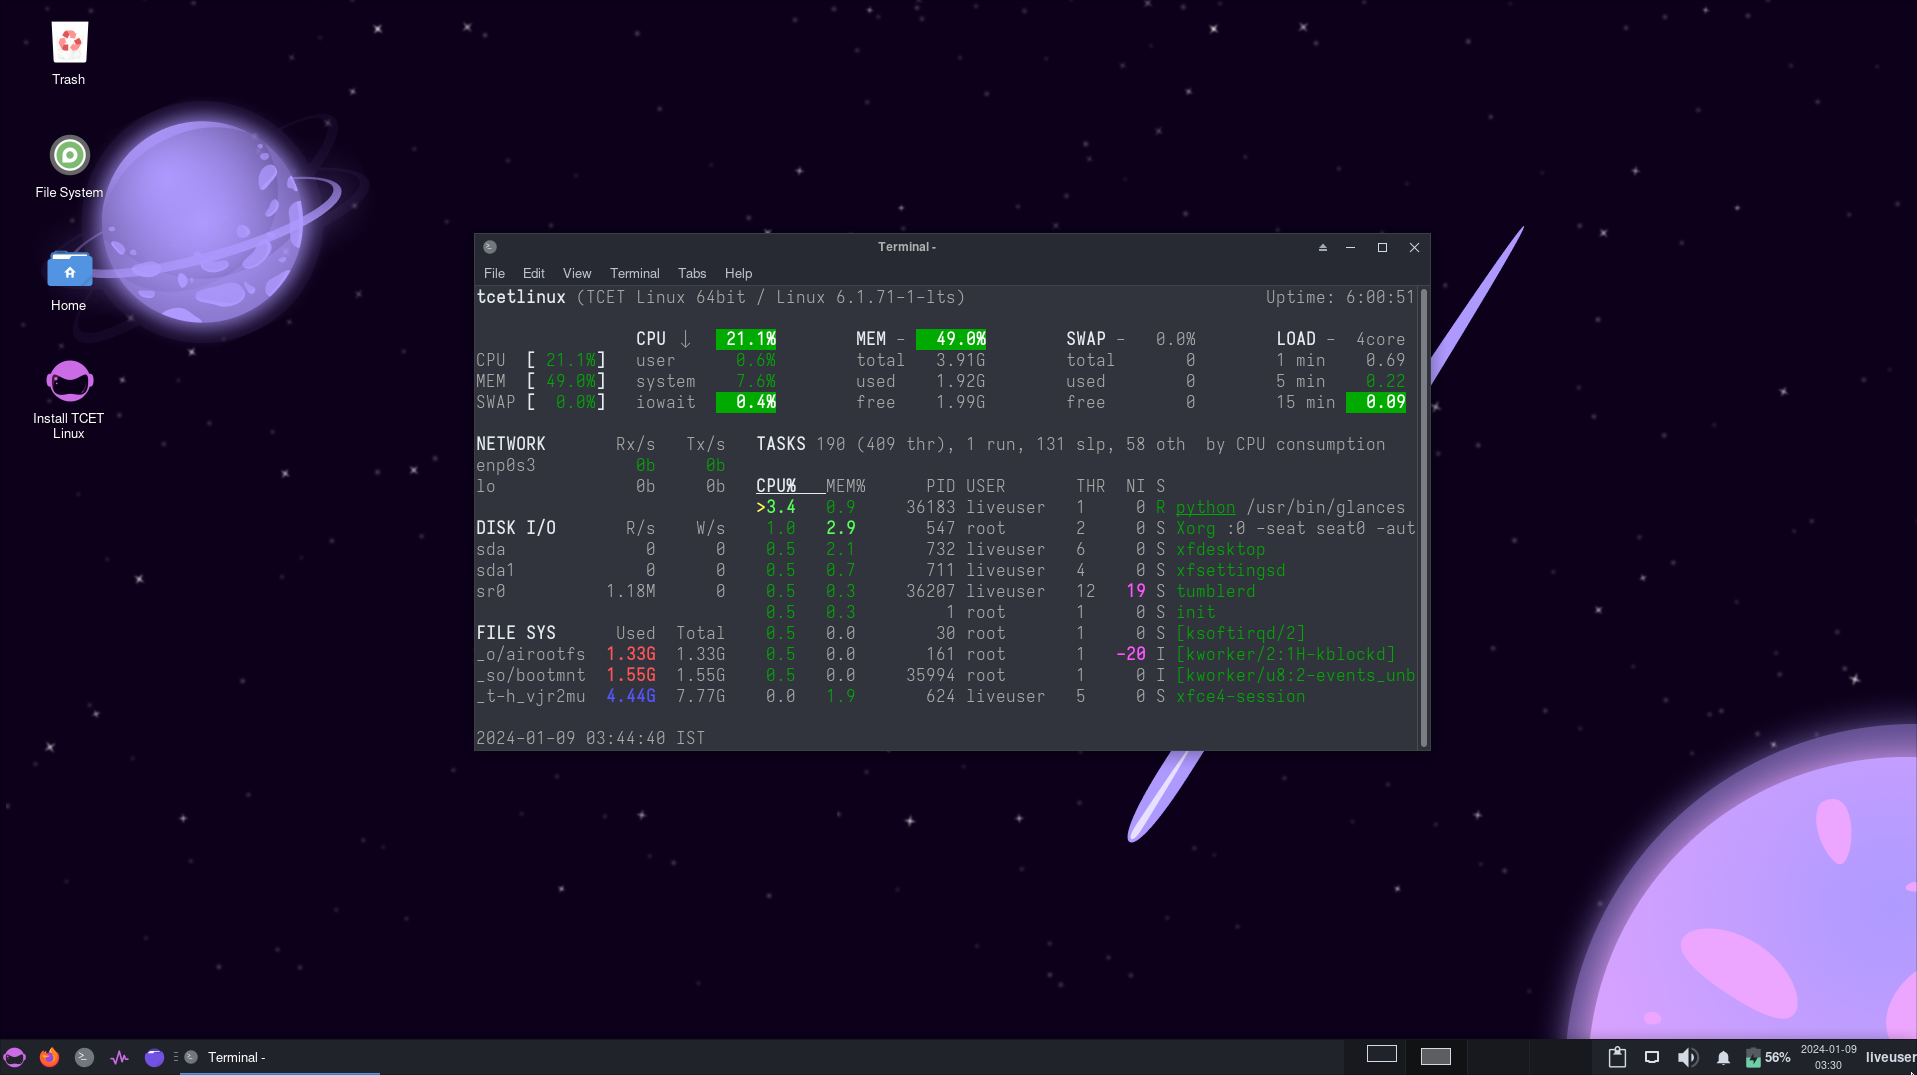 Trash
File System
Home
Install TCET
Linux
Terminal -
File Edit View Terminal Tabs Help
tcetlinux (TCET Linux 64bit / Linux 6.1.71-1-lts) Uptime: 6:00:51
CPU ↓ 21.1% MEM - 49.0% SWAP - 0.0% LOAD - 4core
CPU [ 21.1%] user 0.6% total 3.91G total 0 1 min 0.69
MEM [ 49.0%] system 7.6% used 1.92G used 0 5 min 0.22
SWAP [ 0.0%] iowait 0.4% free 1.99G free 0 15 min 0.09
NETWORK Rx/s Tx/s TASKS 190 (409 thr), 1 run, 131 slp, 58 oth by CPU consumption
enp0s3 0b 0b
lo 0b 0b CPU% MEM% PID USER THR NI S
>3.4 0.9 36183 liveuser 1 0 R python /usr/bin/glances
DISK I/O R/s W/s 1.0 2.9 547 root 2 0 S Xorg :0 -seat seat0 -aut
sda 0 0 0.5 2.1 732 liveuser 6 0 S xfdesktop
sda1 0 0 0.5 0.7 711 liveuser 4 0 S xfsettingsd
sr0 1.18M 0 0.5 0.3 36207 liveuser 12 19 S tumblerd
0.5 0.3 1 root 1 0 S init
FILE SYS Used Total 0.5 0.0 30 root 1 0 S [ksoftirqd/2]
_o/airootfs 1.33G 1.33G 0.5 0.0 161 root 1 -20 I [kworker/2:1H-kblockd]
_so/bootmnt 1.55G 1.55G 0.5 0.0 35994 root 1 0 I [kworker/u8:2-events_unb
_t-h_vjr2mu 4.44G 7.77G 0.0 1.9 624 liveuser 5 0 S xfce4-session
2024-01-09 03:44:40 IST
Terminal -
56%
2024-01-09
03:30
liveuser